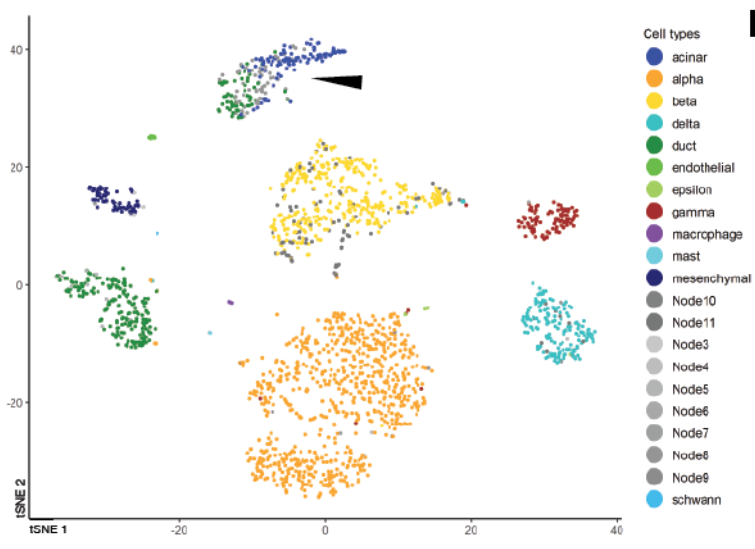 Cell types
acinar
alpha
beta
delta
duct
endothelial
epsilon
gamma
macrophage
mast
mesenchymal
Node10
Node11
Node3
Node4
Node5
Node6
Node7
Node8
Node9
schwann
40
20
0
-20
tSNE 2
tSNE 1
-20
0
20
40